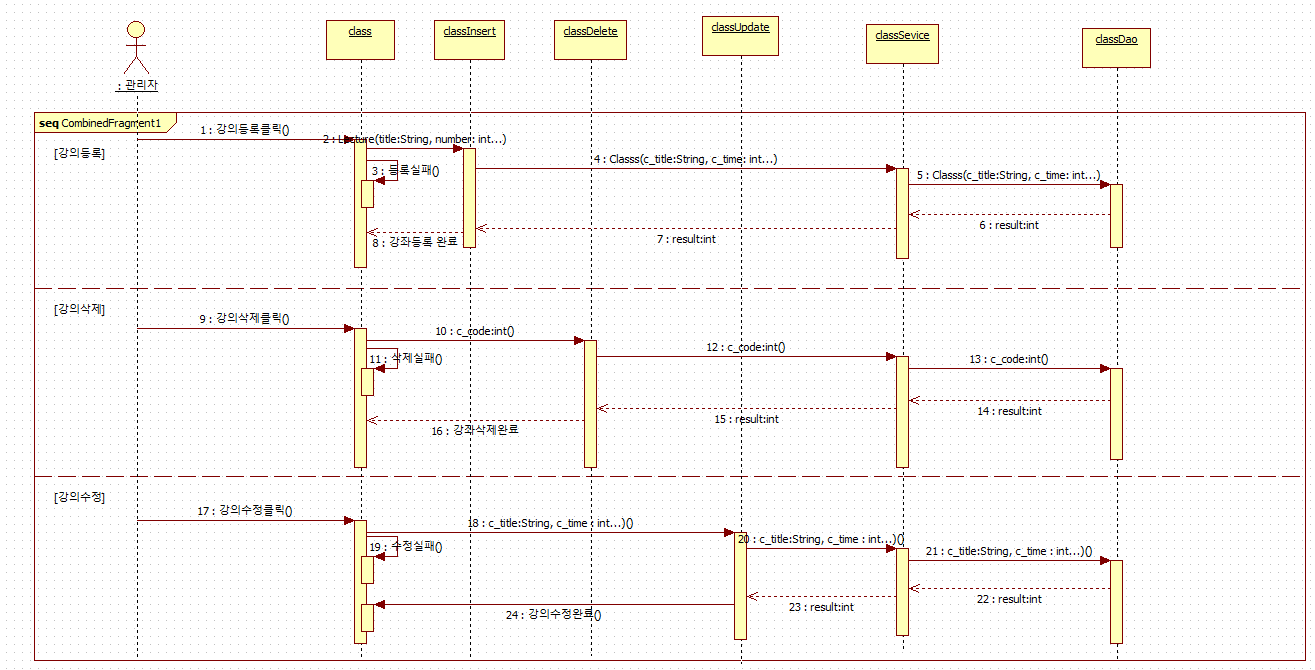 class
classInsert
classDelete
classUpdate
classSevice
classDao
: 관리자
seq CombinedFragment1
1 : 강의등록클릭()
2 : Lecture(title:String, number: int...)
[강의등록]
3 : 등록실패()
4 : Classs(c_title:String, c_time: int...)
5 : Classs(c_title:String, c_time: int...)
6 : result:int
7 : result:int
8 : 강좌등록 완료
[강의삭제]
9 : 강의삭제클릭()
10 : c_code:int()
11 : 삭제실패()
12 : c_code:int()
13 : c_code:int()
14 : result:int
15 : result:int
16 : 강좌삭제완료
[강의수정]
17 : 강의수정클릭()
18 : c_title:String, c_time : int...)()
19 : 수정실패()
20 : c_title:String, c_time : int...)()
21 : c_title:String, c_time : int...)()
22 : result:int
23 : result:int
24 : 강의수정완료()